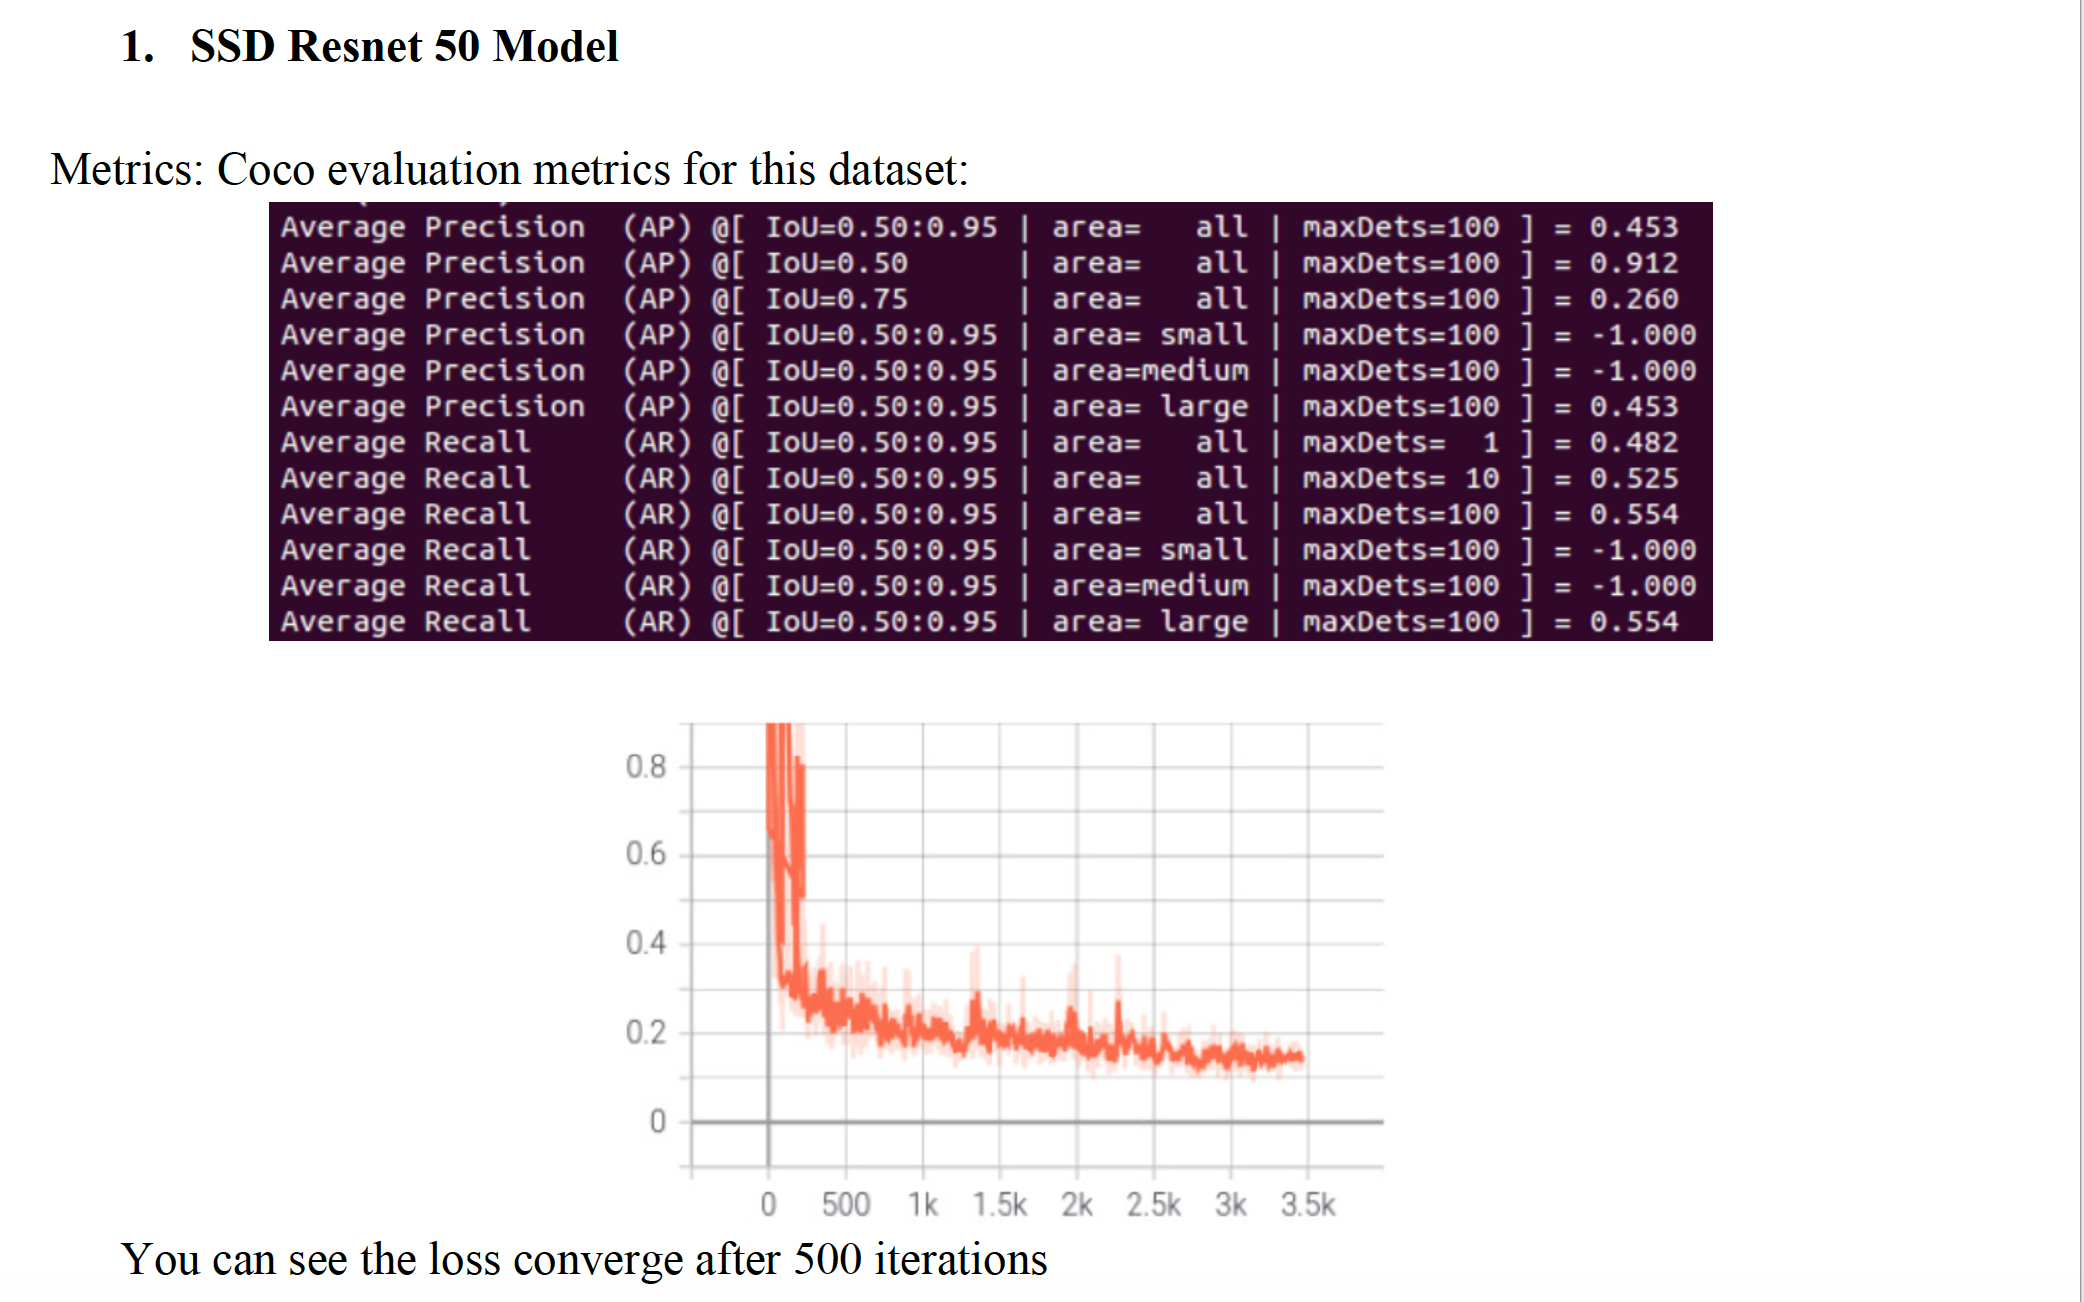 1. SSD Resnet 50 Model
Metrics: Coco evaluation metrics for this dataset:
Average Precision (AP) @[ IoU=0.50:0.95 | area= all | maxDets=100 ] = 0.453
Average Precision (AP) @[ IoU=0.50 | area= all | maxDets=100 ] = 0.912
Average Precision (AP) @[ IoU=0.75 | area= all | maxDets=100 ] = 0.260
Average Precision (AP) @[ IoU=0.50:0.95 | area= small | maxDets=100 ] = -1.000
Average Precision (AP) @[ IoU=0.50:0.95 | area=medium | maxDets=100 ] = -1.000
Average Precision (AP) @[ IoU=0.50:0.95 | area= large | maxDets=100 ] = 0.453
Average Recall (AR) @[ IoU=0.50:0.95 | area= all | maxDets= 1 ] = 0.482
Average Recall (AR) @[ IoU=0.50:0.95 | area= all | maxDets= 10 ] = 0.525
Average Recall (AR) @[ IoU=0.50:0.95 | area= all | maxDets=100 ] = 0.554
Average Recall (AR) @[ IoU=0.50:0.95 | area= small | maxDets=100 ] = -1.000
Average Recall (AR) @[ IoU=0.50:0.95 | area=medium | maxDets=100 ] = -1.000
Average Recall (AR) @[ IoU=0.50:0.95 | area= large | maxDets=100 ] = 0.554
0.8
0.6
0.4
0.2
0
0 500 1k 1.5k 2k 2.5k 3k 3.5k
You can see the loss converge after 500 iterations